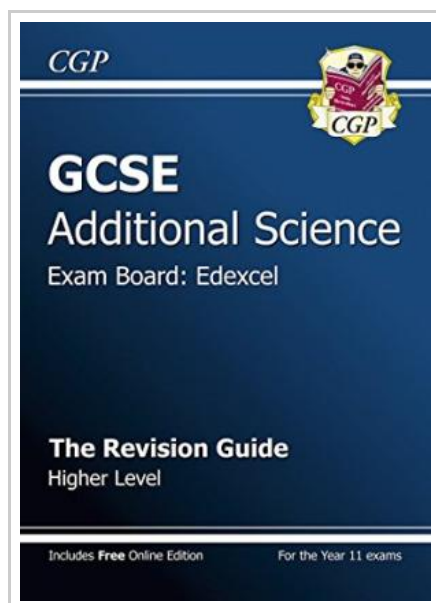 CGP
CGP
CGP
GCSE
Additional Science
Exam Board: Edexcel
The Revision Guide
Higher Level
Includes Free Online Edition
For the Year 11 exams